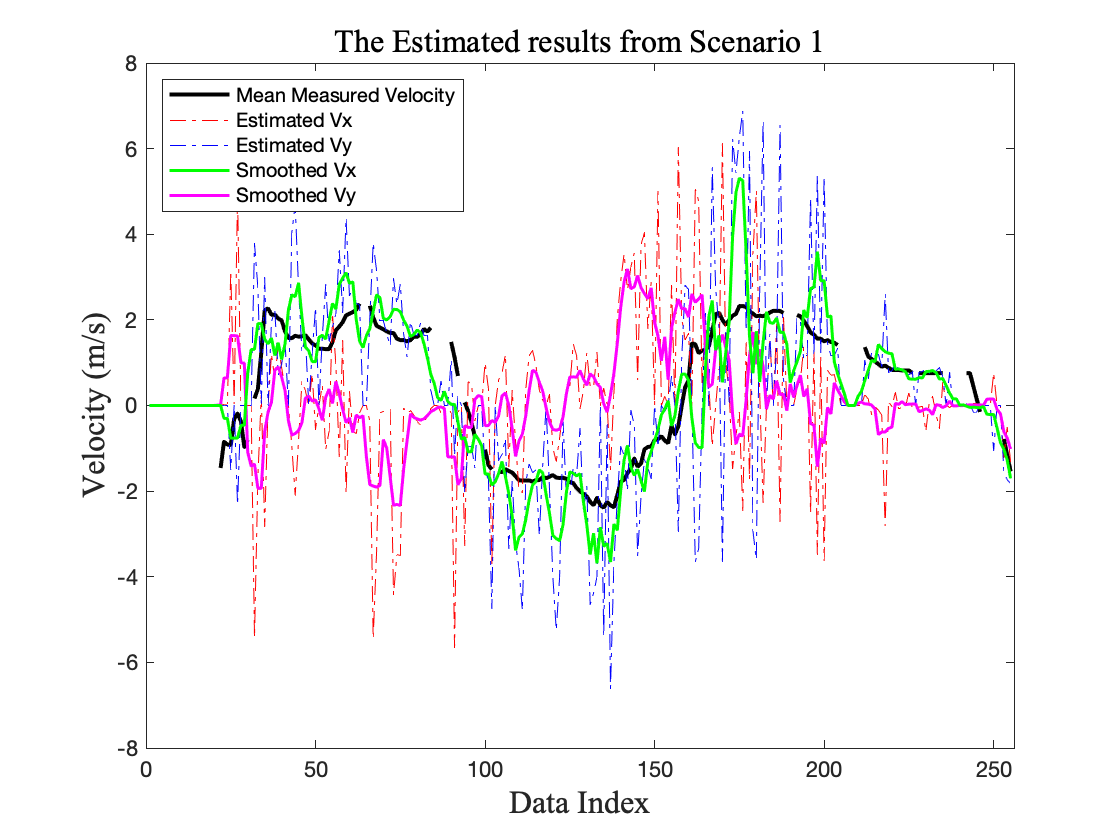 The Estimated results from Scenario 1
8
Mean Measured Velocity
Estimated Vx
Estimated Vy
Smoothed Vx
Smoothed Vy
6
4
2
0
-2
-4
-6
-8
Velocity (m/s)
0 50 100 150 200 250
Data Index